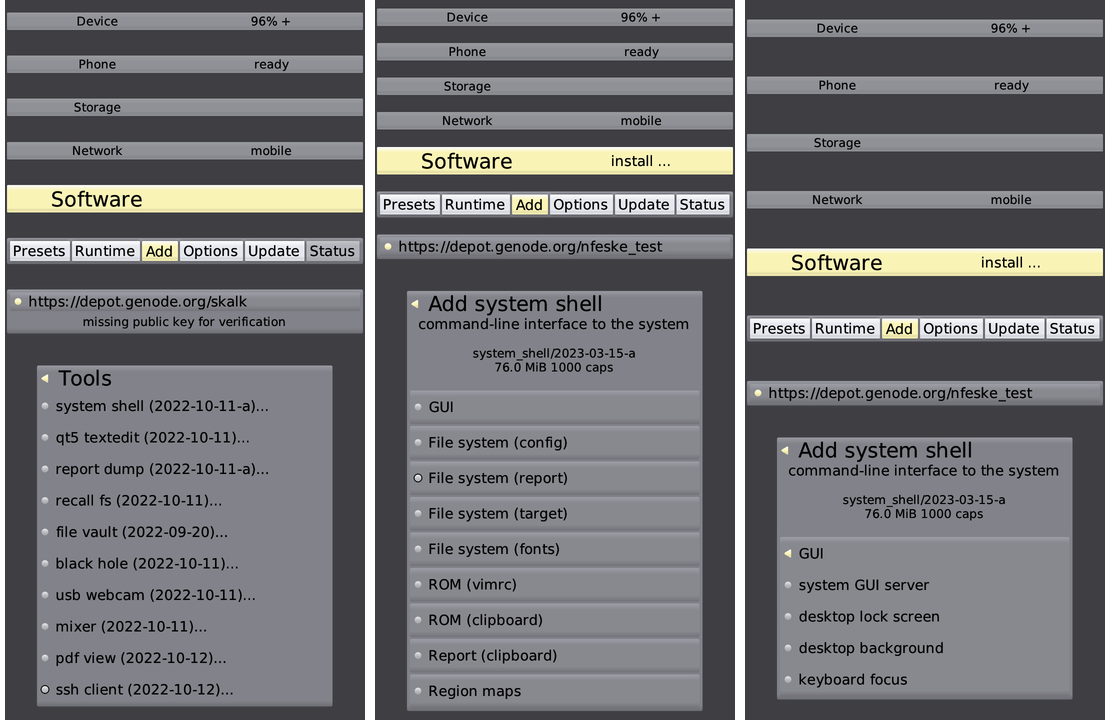 Device 96% +
Phone ready
Storage
Network mobile
Software
Presets Runtime Add Options Update Status
https://depot.genode.org/skalk
missing public key for verification
Tools
system shell (2022-10-11-a)...
qt5 textedit (2022-10-11)...
report dump (2022-10-11-a)...
recall fs (2022-10-11)...
file vault (2022-09-20)...
black hole (2022-10-11)...
usb webcam (2022-10-11)...
mixer (2022-10-11)...
pdf view (2022-10-12)...
ssh client (2022-10-12)...
Device 96% +
Phone ready
Storage
Network mobile
Software install ...
Presets Runtime Add Options Update Status
https://depot.genode.org/nfeske_test
Add system shell
command-line interface to the system
system_shell/2023-03-15-a
76.0 MiB 1000 caps
GUI
File system (config)
File system (report)
File system (target)
File system (fonts)
ROM (vimrc)
ROM (clipboard)
Report (clipboard)
Region maps
Device 96% +
Phone ready
Storage
Network mobile
Software install ...
Presets Runtime Add Options Update Status
https://depot.genode.org/nfeske_test
Add system shell
command-line interface to the system
system_shell/2023-03-15-a
76.0 MiB 1000 caps
GUI
system GUI server
desktop lock screen
desktop background
keyboard focus